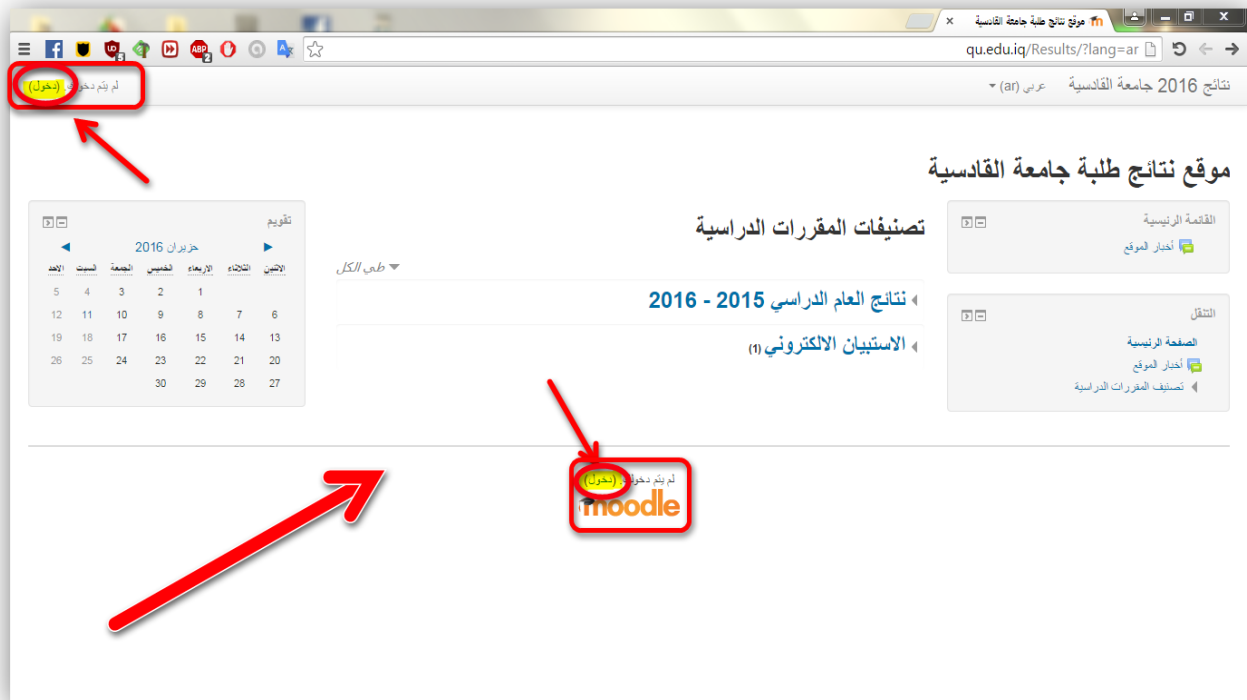 موقع نتائج طلبة جامعة القادسية
qu.edu.iq/Results/?lang=ar
نتائج 2016 جامعة القادسية عربي (ar)
لم يتم دخولك. (دخول)
موقع نتائج طلبة جامعة القادسية
القائمة الرئيسية
أخبار الموقع
التنقل
الصفحة الرئيسية
أخبار الموقع
تصنيف المقررات الدراسية
تصنيفات المقررات الدراسية
طي الكل
نتائج العام الدراسي 2015 - 2016
الاستبيان الالكتروني (1)
تقويم
حزيران 2016
الاثنين الثلاثاء الاربعاء الخميس الجمعة السبت الاحد
1 2 3 4 5
6 7 8 9 10 11 12
13 14 15 16 17 18 19
20 21 22 23 24 25 26
27 28 29 30
لم يتم دخولك. (دخول)
moodle